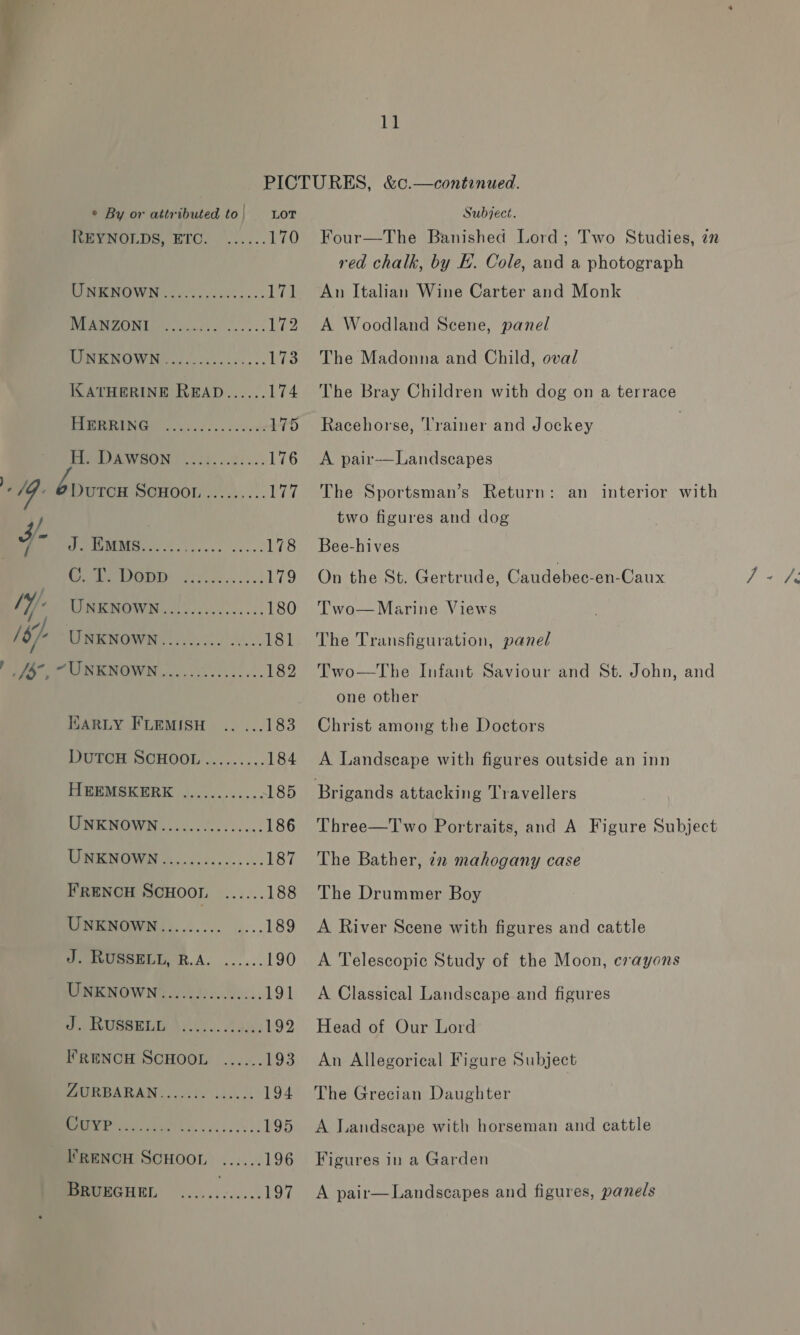 11
PICTURES, &c.—continued.
* By or attributed to | LOT Subject.
REYNOLDS, ETC. ......170 Four—The Banished Lord; Two Studies, in
red chalk, by E. Cole, and a photograph
UNKNOWN...............171 An Italian Wine Carter and Monk
MANZONI ...............172 A Woodland Scene, panel
UNKNOWN...............173 The Madonna and Child, oval
KATHERINE READ......174 The Bray Children with dog on a terrace
HERRING ...............175 Racehorse, Trainer and Jockey
H. DAWSON ............176 A pair—Landscapes
DUTCH SCHOOL.........177 The Sportsman's Return: an interior with
two figures and dog
3/-
J. EMMS..................178 Bee-hives
C. T. DODD ............179 On the St. Gertrude, Caudebec-en-Caux
UNKNOWN...............180 Two—Marine Views
UNKNOWN...............181 The Transfiguration, panel
UNKNOWN...............182 Two—The Infant Saviour and St. John, and
one other
EARLY FLEMISH ......183 Christ among the Doctors
DUTCH SCHOOL.........184 A Landscape with figures outside an inn
HEEMSKERK ............185 Brigands attacking Travellers
UNKNOWN...............186 Three—Two Portraits, and A Figure Subject
UNKNOWN...............187 The Bather, in mahogany case
FRENCH SCHOOL ......188 The Drummer Boy
UNKNOWN...............189 A River Scene with figures and cattle
J. RUSSELL, R.A. ......190 A Telescopic Study of the Moon, crayons
UNKNOWN...............191 A Classical Landscape and figures
J. RUSSELL ............192 Head of Our Lord
FRENCH SCHOOL ......193 An Allegorical Figure Subject
ZURBARAN............... 194 The Grecian Daughter
CUYP.....................195 A Landscape with horseman and cattle
FRENCH SCHOOL ......196 Figures in a Garden
BRUEGHEL ............197 A pair—Landscapes and figures, panels